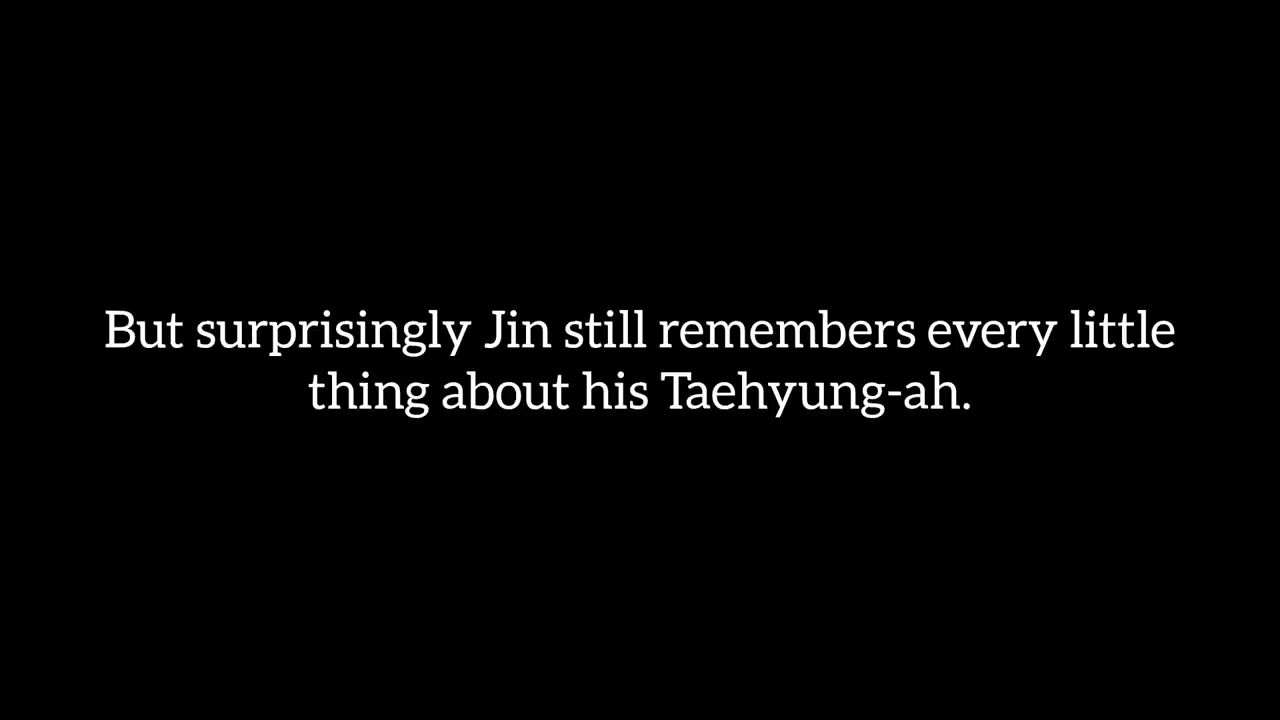 But surprisingly Jin still remembers every little
thing about his Taehyung-ah.